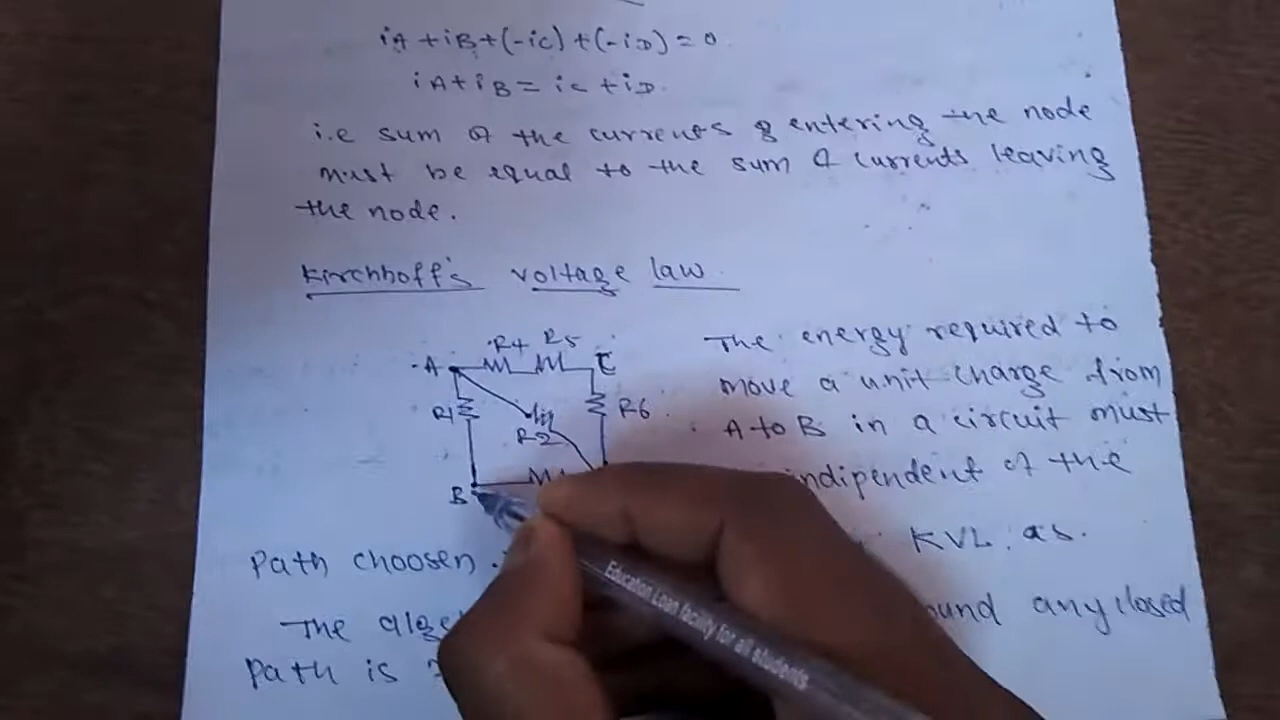 iA + iB + (-ic) + (-iD) = 0
iA + iB = ic + iD.
i.e sum of the currents entering the node
must be equal to the sum of currents leaving
the node.
Kirchhoff's voltage law
R4 R5
A
R1
R2
R6
B
The energy required to
move a unit charge from
A to B in a circuit must
indipendent of the
KVL as.
Path choosen.
The alge
any closed
Path is
Education Loan facility for all students